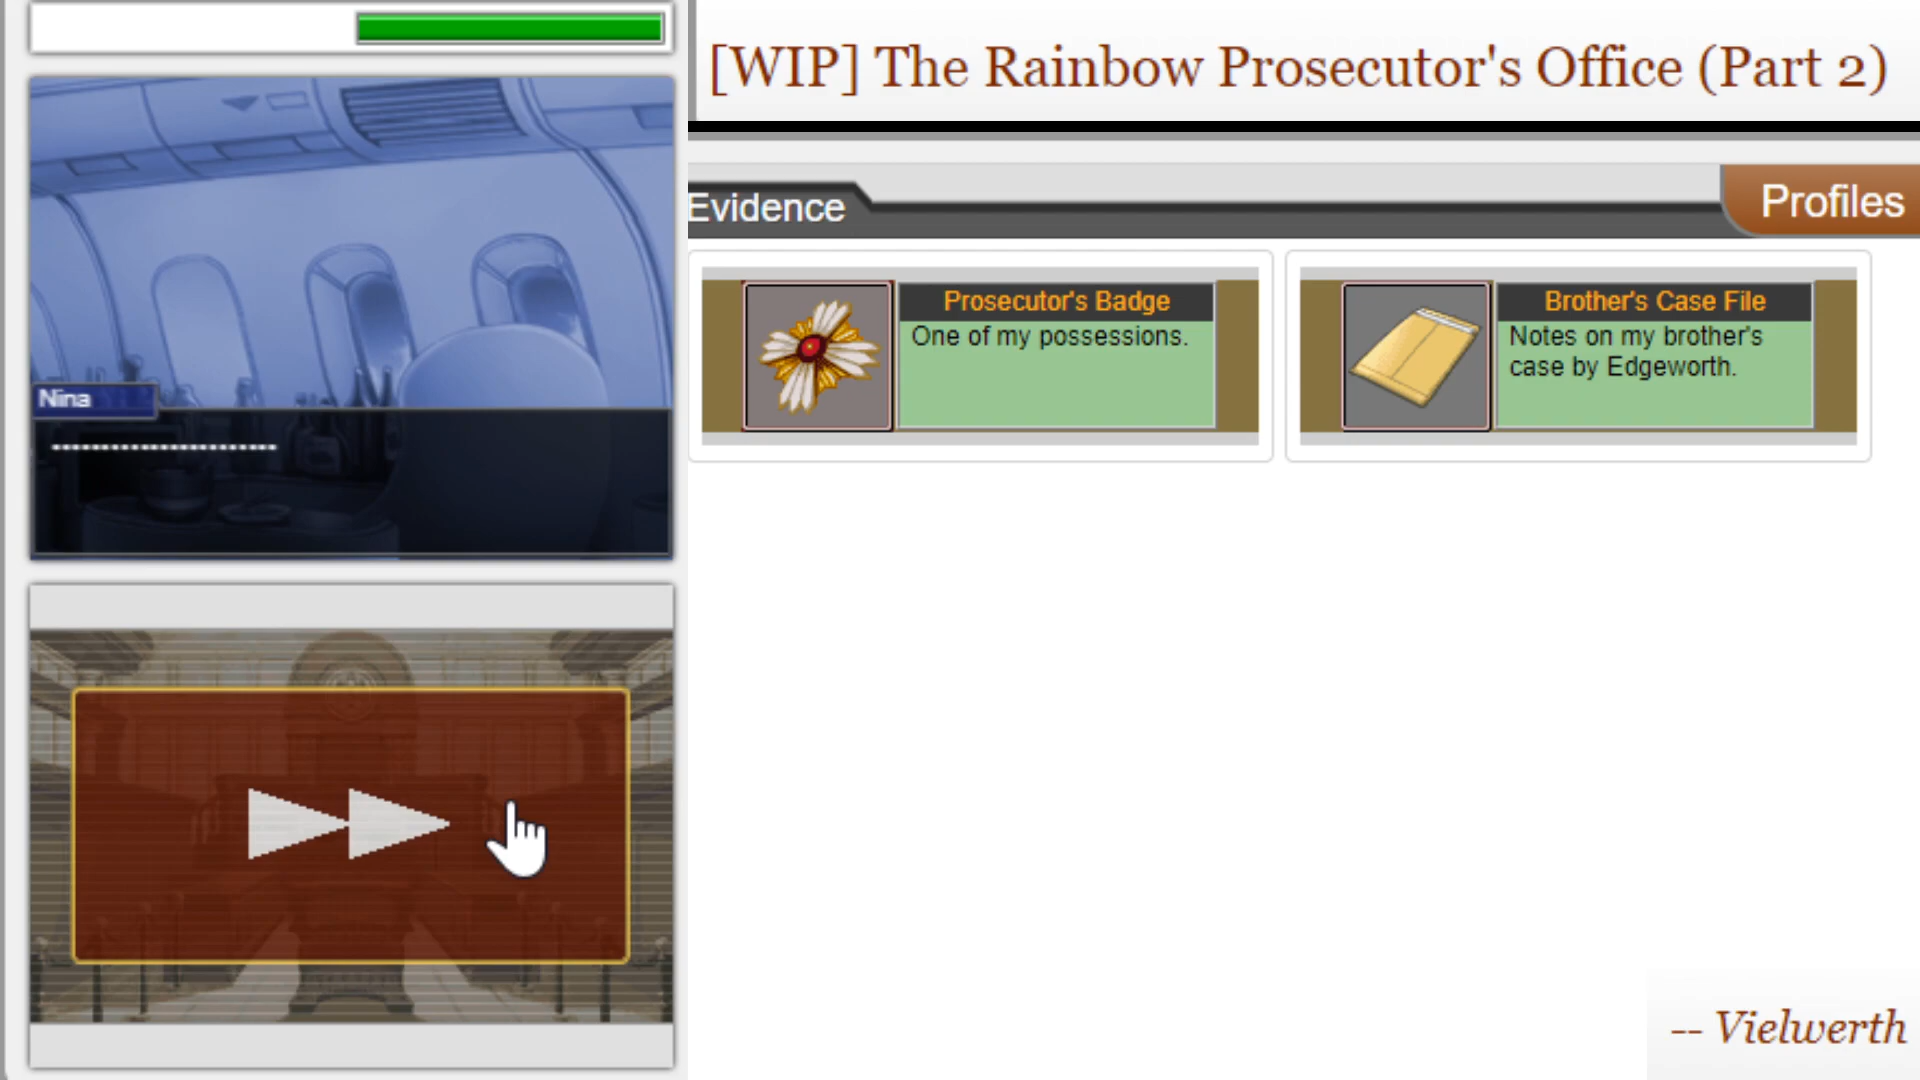 [WIP] The Rainbow Prosecutor's Office (Part 2)
Evidence
Profiles
Prosecutor's Badge
One of my possessions.
Brother's Case File
Notes on my brother's
case by Edgeworth.
Nina
-- Vielwerth